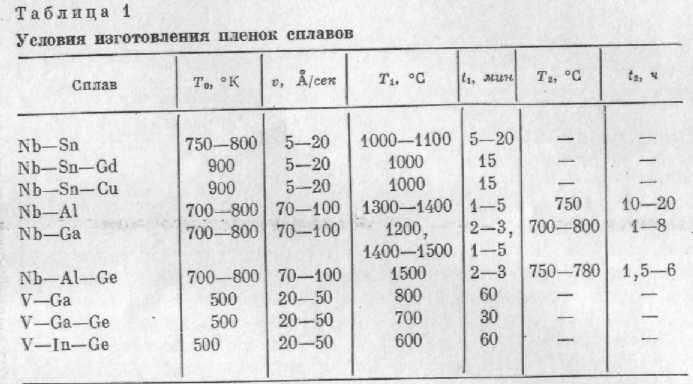 Таблица 1
Условия изготовления пленок сплавов
Сплав T₀, °K v, Å/сек T₁, °C t₁, мин T₂, °C t₂, ч
Nb—Sn 750—800 5—20 1000—1100 5—20 — —
Nb—Sn—Gd 900 5—20 1000 15 — —
Nb—Sn—Cu 900 5—20 1000 15 — —
Nb—Al 700—800 70—100 1300—1400 1—5 750 10—20
Nb—Ga 700—800 70—100 1200, 2—3, 700—800 1—8
1400—1500 1—5
Nb—Al—Ge 700—800 70—100 1500 2—3 750—780 1,5—6
V—Ga 500 20—50 800 60 — —
V—Ga—Ge 500 20—50 700 30 — —
V—In—Ge 500 20—50 600 60 — —